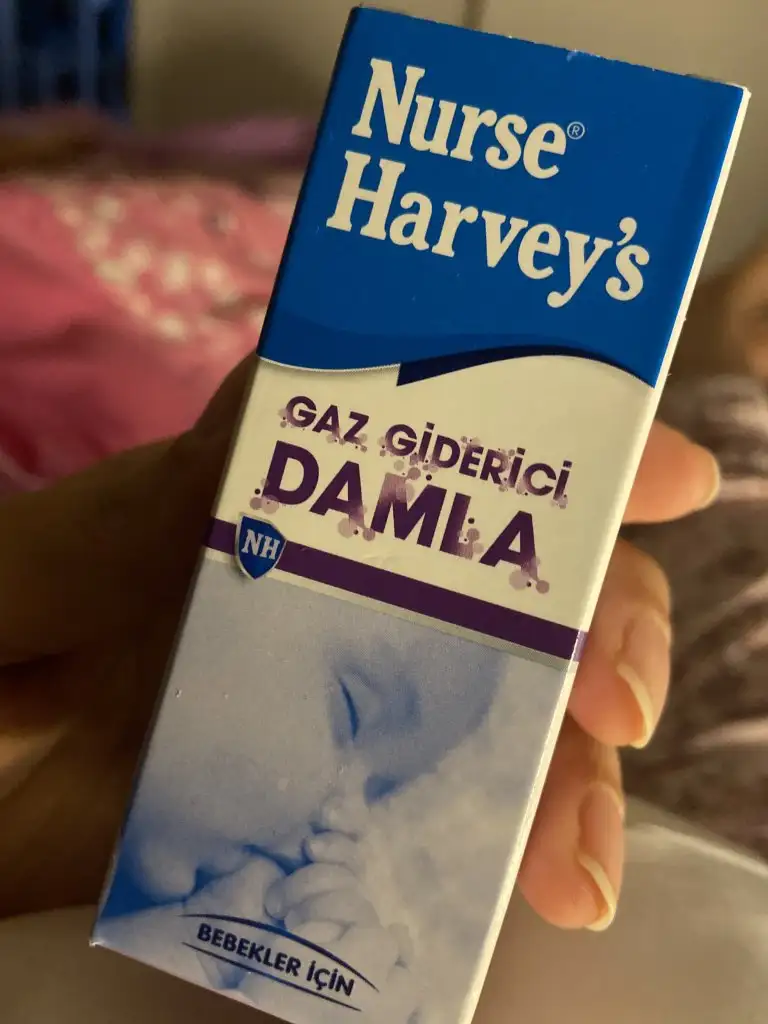 Nurse®
Harvey's
GAZ GİDERİCİ
DAMLA
NH
BEBEKLER İÇİN